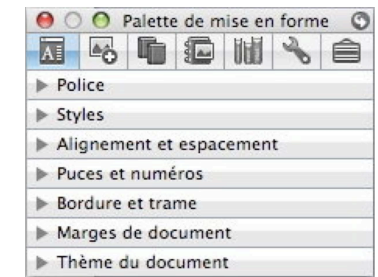 Palette de mise en forme
Police
Styles
Alignement et espacement
Puces et numéros
Bordure et trame
Marges de document
Thème du document